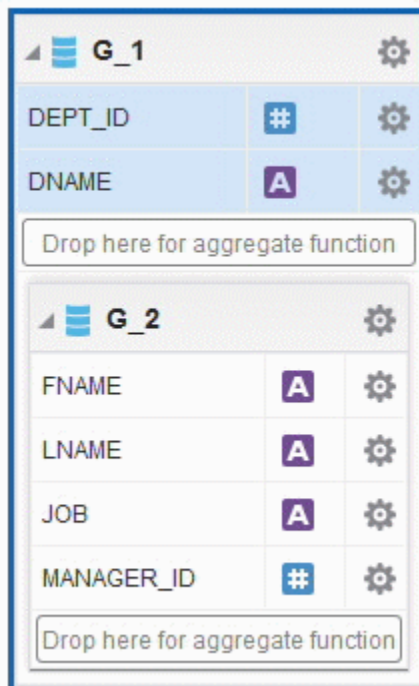 G_1
DEPT_ID #
DNAME A
Drop here for aggregate function
G_2
FNAME A
LNAME A
JOB A
MANAGER_ID #
Drop here for aggregate function